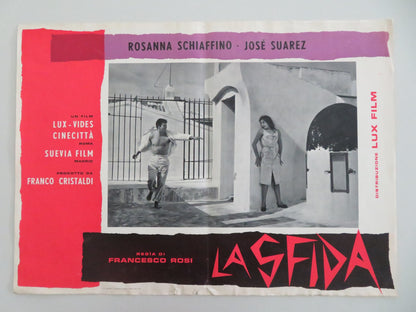 ROSANNA SCHIAFFINO - JOSÉ SUAREZ
UN FILM
LUX - VIDES
CINECITTÀ
ROMA
SUEVIA FILM
MADRID
PRODOTTO DA
FRANCO CRISTALDI
DISTRIBUZIONE LUX FILM
REGIA DI
FRANCESCO ROSI
LA SFIDA